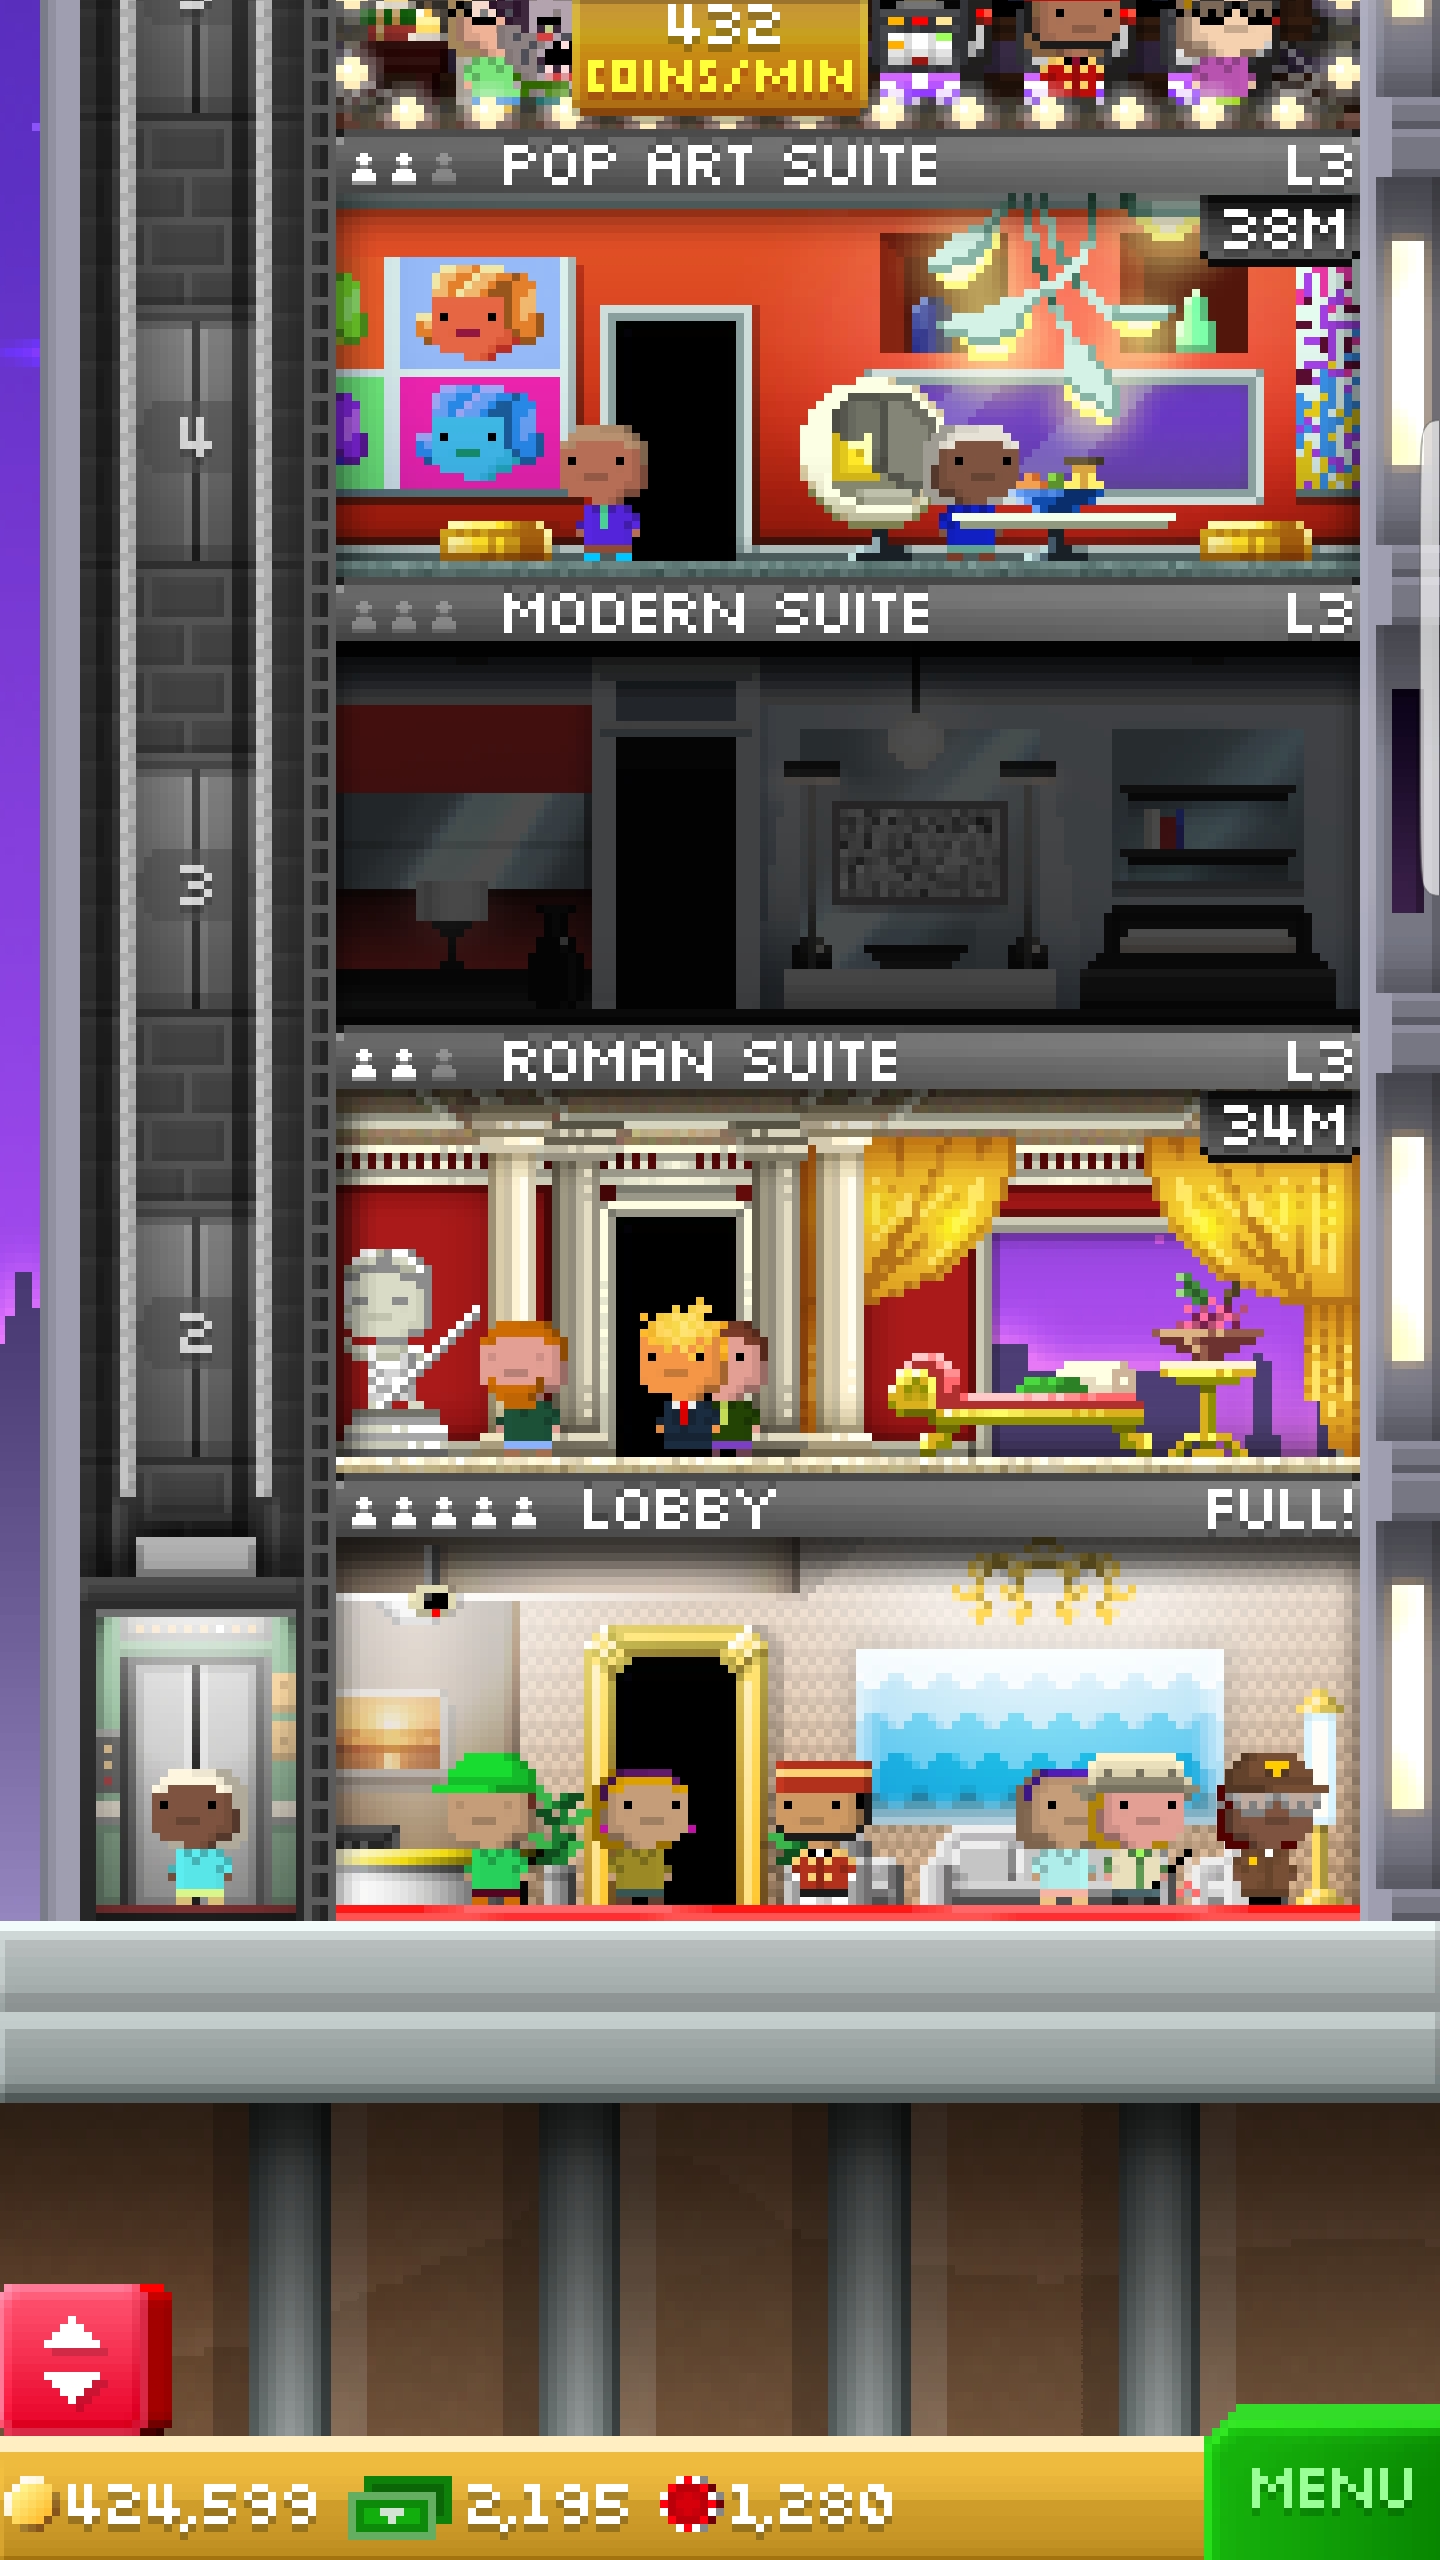 432
COINS/MIN
POP ART SUITE L3
38M
4
MODERN SUITE L3
3
ROMAN SUITE L3
34M
2
LOBBY FULL!
424,599 2,195 1,280
MENU